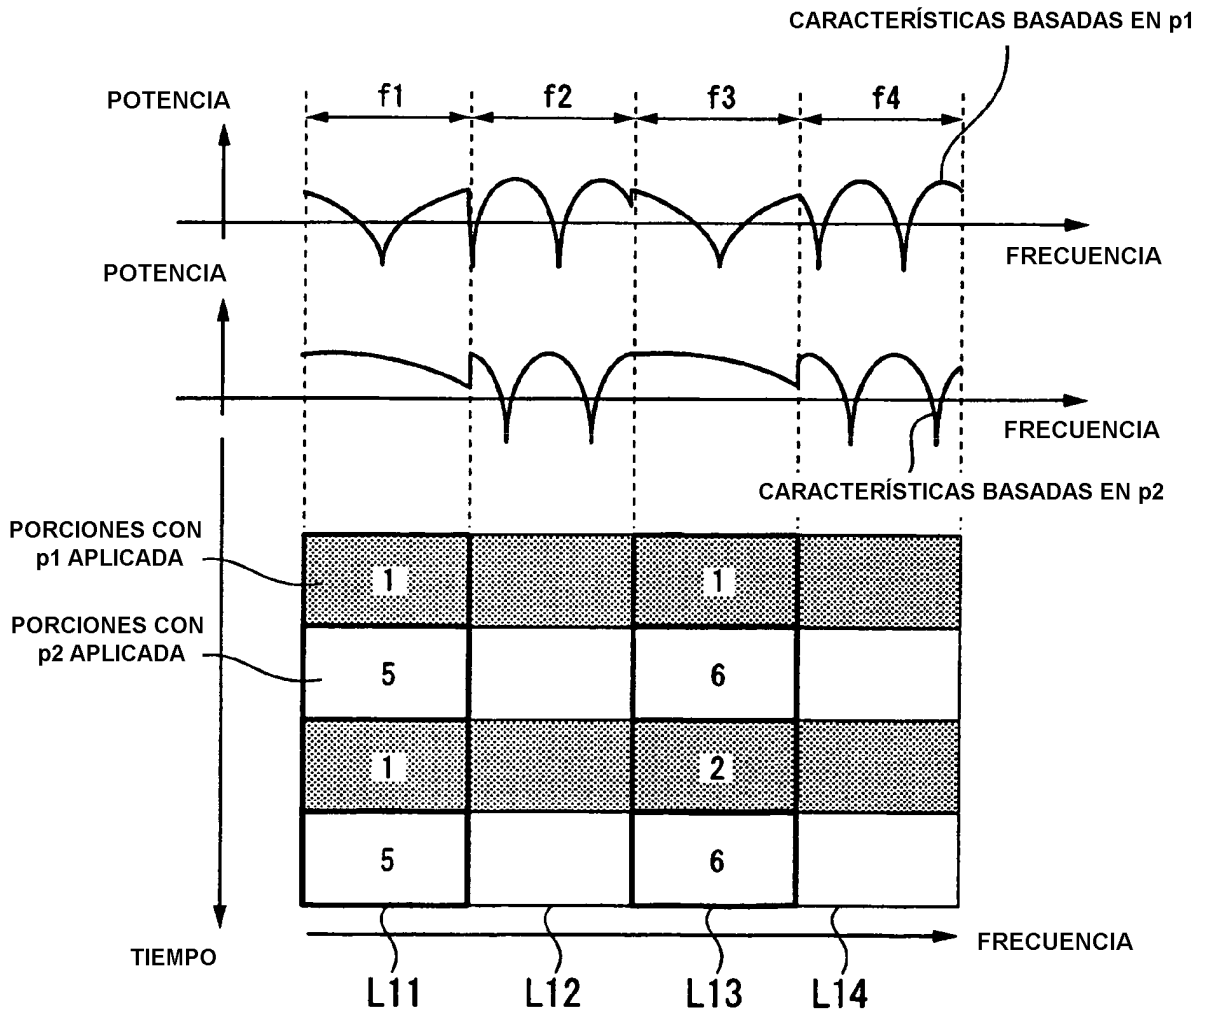 CARACTERÍSTICAS BASADAS EN p1
POTENCIA
f1 f2 f3 f4
FRECUENCIA
POTENCIA
FRECUENCIA
CARACTERÍSTICAS BASADAS EN p2
PORCIONES CON
p1 APLICADA
1 1
PORCIONES CON
p2 APLICADA
5 6
1 2
5 6
TIEMPO
FRECUENCIA
L11 L12 L13 L14